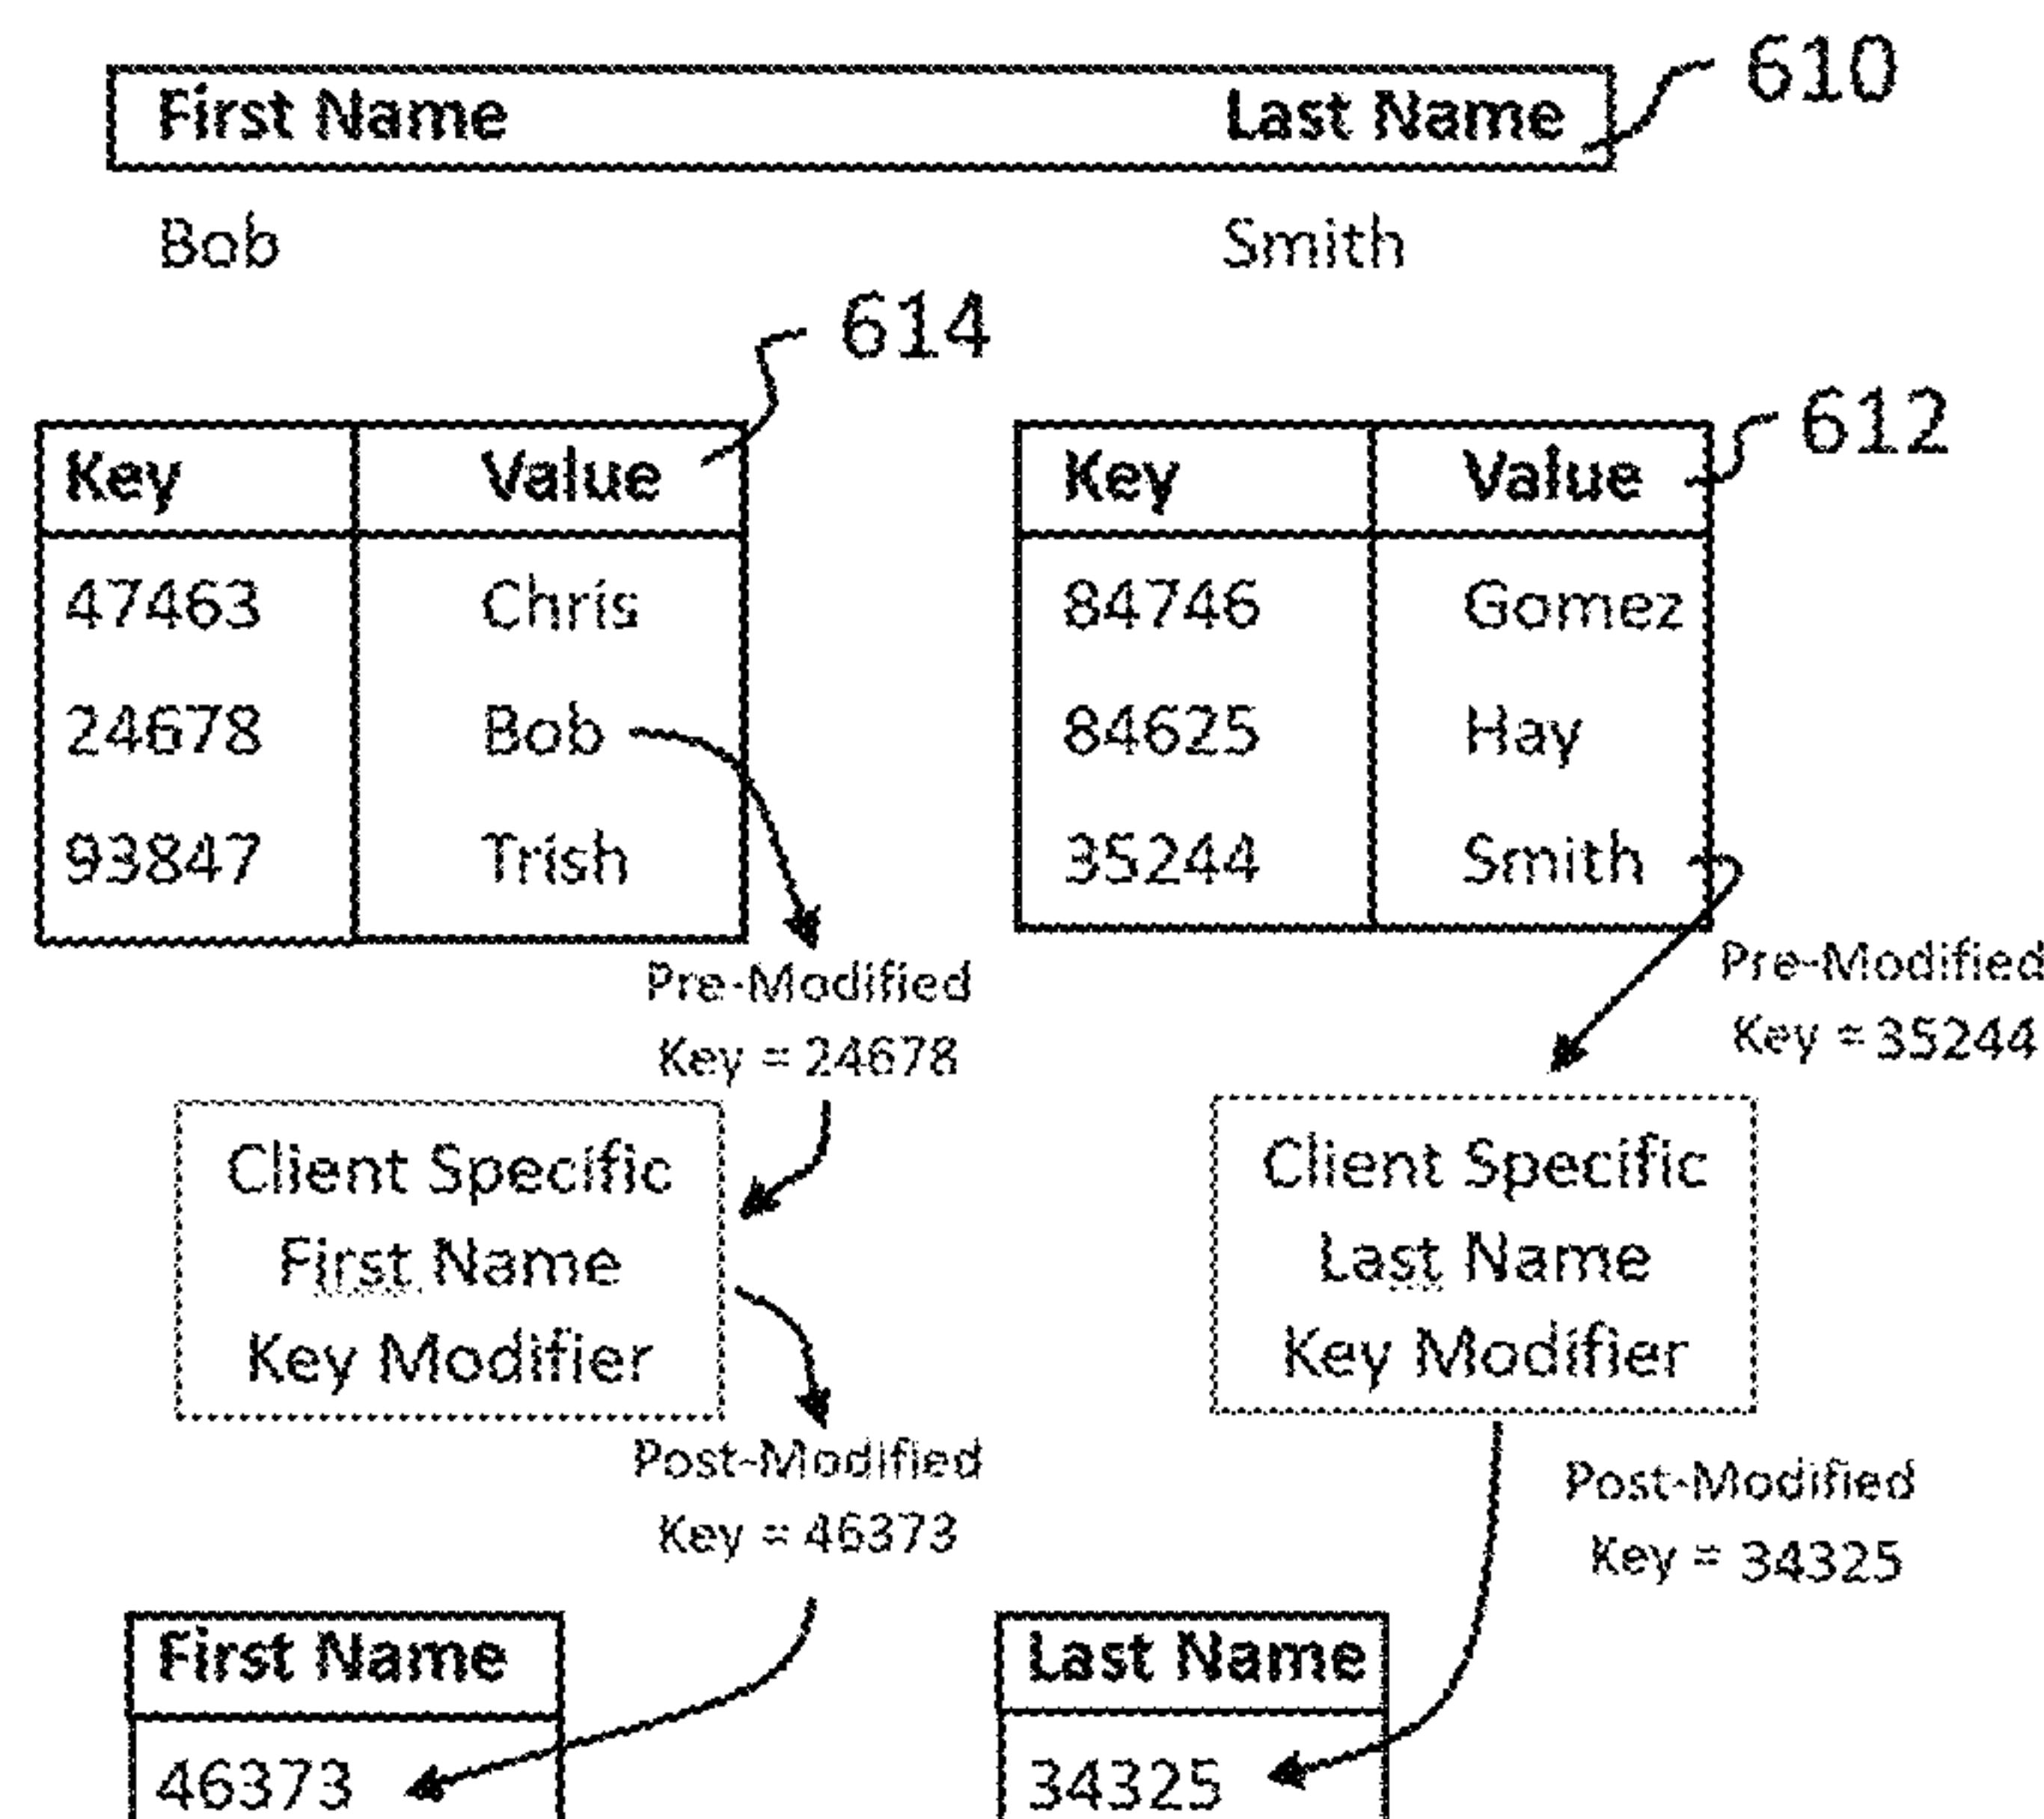 610
First Name Last Name
Bob Smith
614
612
Key Value Key Value
47463 Chris 84746 Gomez
24678 Bob 84625 Hay
93847 Trish 35244 Smith
Pre-Modified
Key = 24678
Pre-Modified
Key = 35244
Client Specific
First Name
Key Modifier
Client Specific
Last Name
Key Modifier
Post-Modified
Key = 46373
Post-Modified
Key = 34325
First Name Last Name
46373 34325